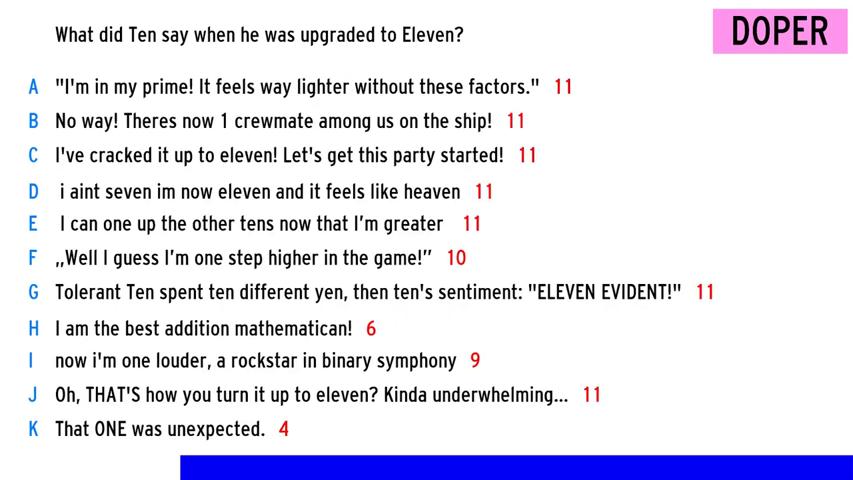 What did Ten say when he was upgraded to Eleven?
DOPER
A "I'm in my prime! It feels way lighter without these factors." 11
B No way! Theres now 1 crewmate among us on the ship! 11
C I've cracked it up to eleven! Let's get this party started! 11
D i aint seven im now eleven and it feels like heaven 11
E I can one up the other tens now that I’m greater 11
F „Well I guess I’m one step higher in the game!” 10
G Tolerant Ten spent ten different yen, then ten's sentiment: "ELEVEN EVIDENT!" 11
H I am the best addition mathematican! 6
I now i'm one louder, a rockstar in binary symphony 9
J Oh, THAT'S how you turn it up to eleven? Kinda underwhelming... 11
K That ONE was unexpected. 4